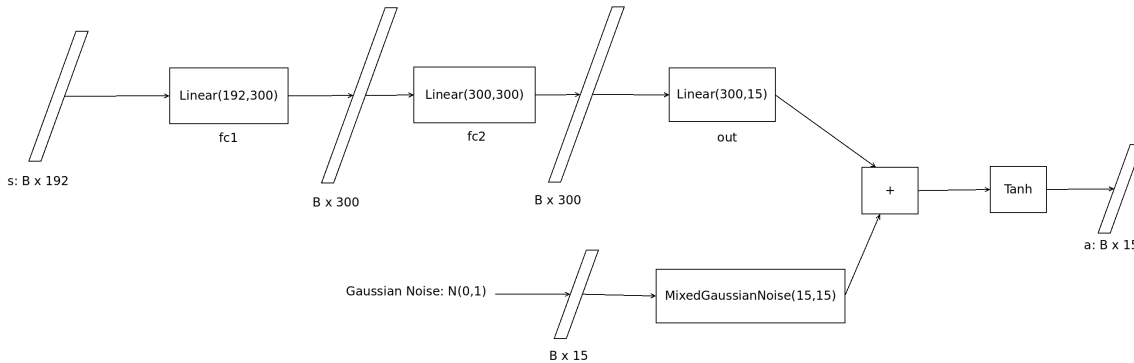 Linear(192,300)
Linear(300,300)
Linear(300,15)
fc1
fc2
out
s: B x 192
B x 300
B x 300
+
Tanh
a: B x 15
Gaussian Noise: N(0,1)
MixedGaussianNoise(15,15)
B x 15